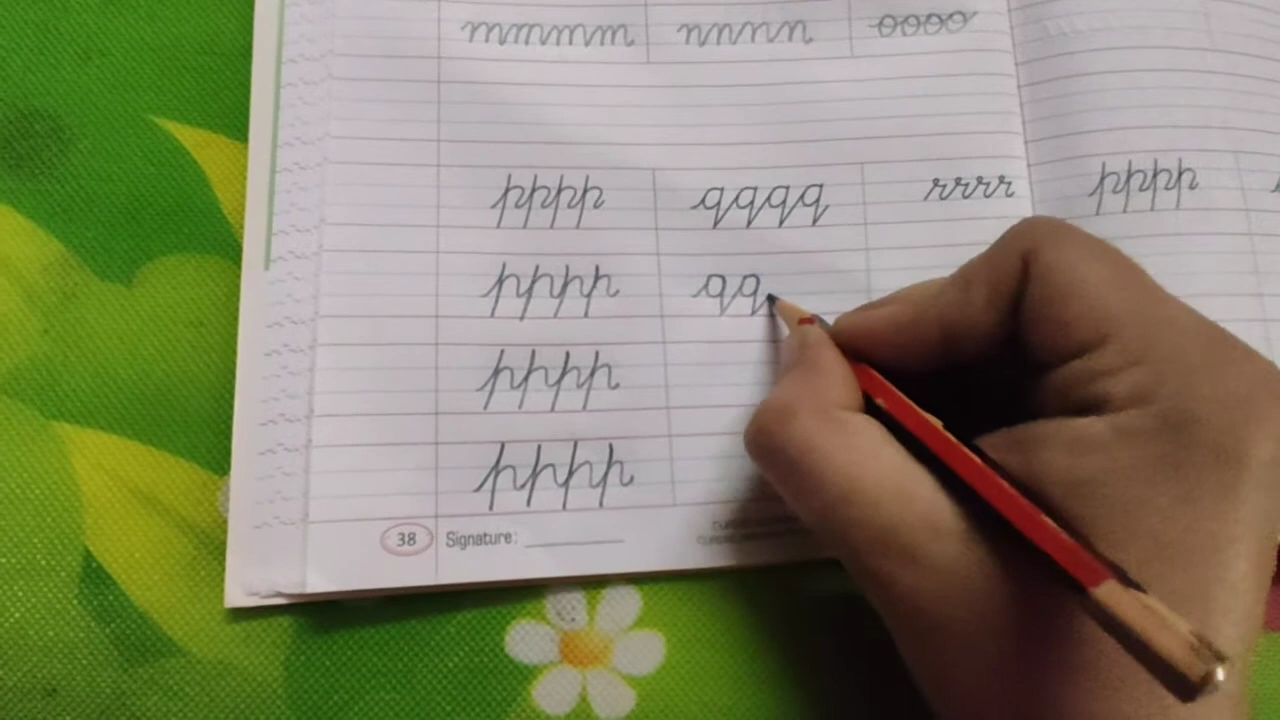 mmmm nnnn oooo
pppp qqqq rrrr pppp
pppp qq
pppp
pppp
38 Signature: